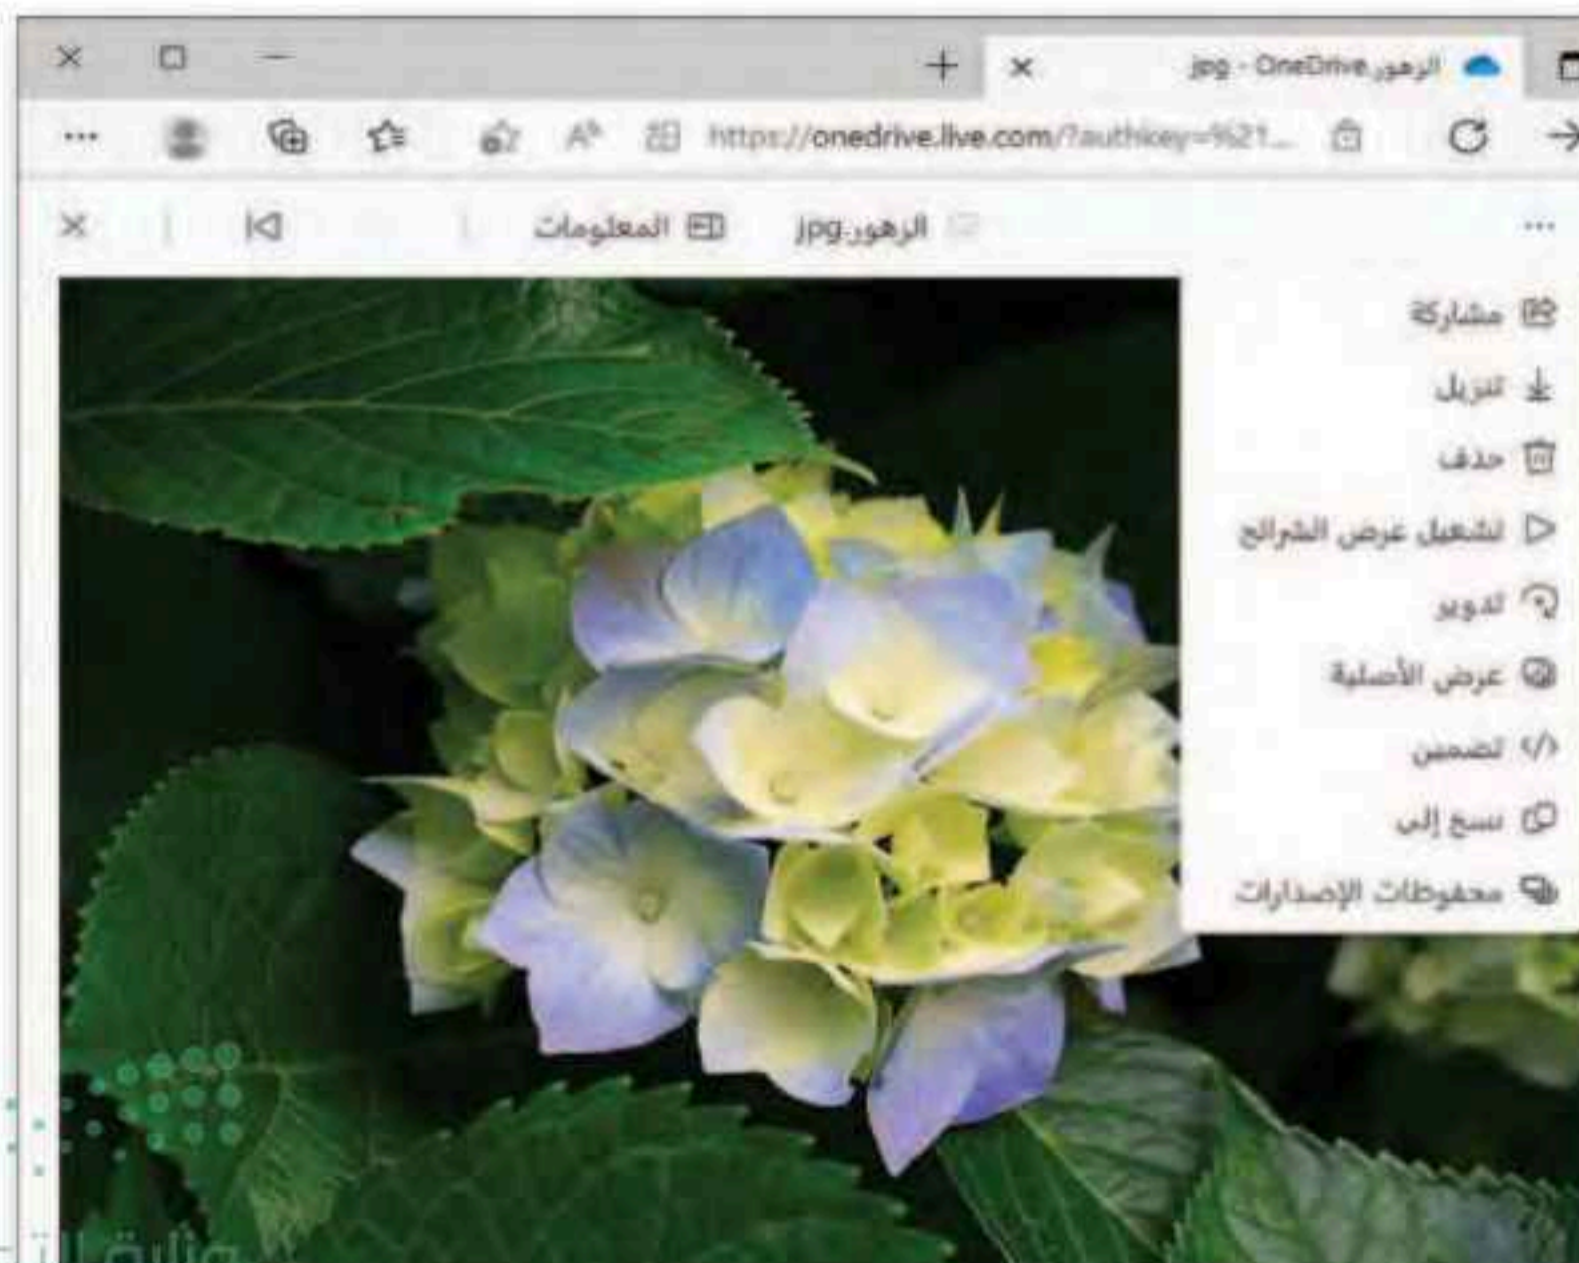 الزهور.jpg - OneDrive
https://onedrive.live.com/?authkey=%21...
الزهور.jpg
المعلومات
مشاركة
تنزيل
حذف
تشغيل عرض الشرائح
تدوير
عرض الأصلية
تضمين
نسخ إلى
محفوظات الإصدارات